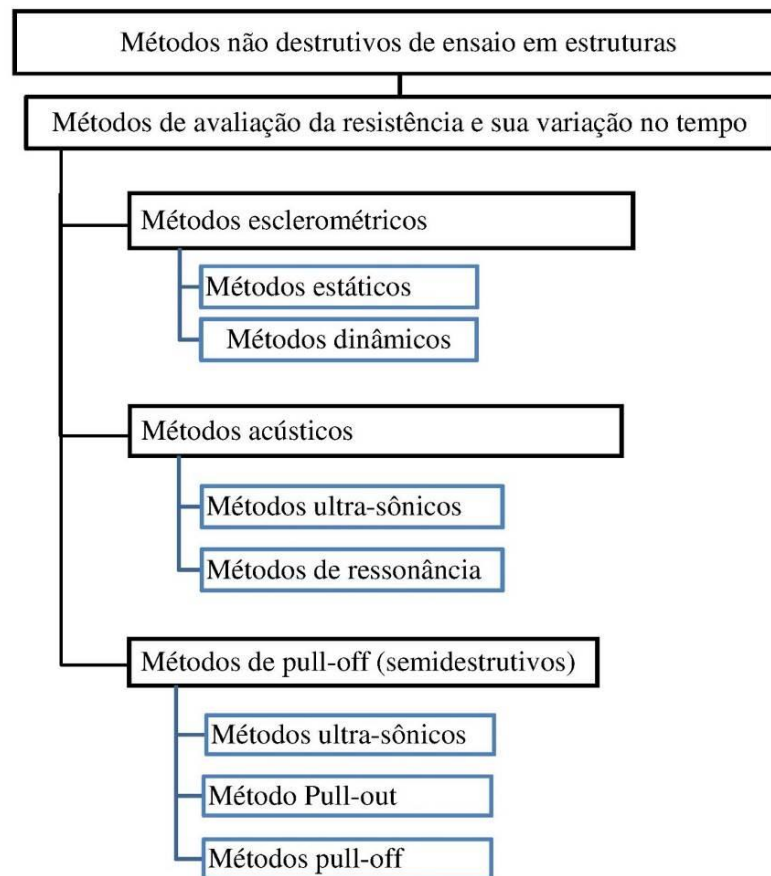 Métodos não destrutivos de ensaio em estruturas
Métodos de avaliação da resistência e sua variação no tempo
Métodos esclerométricos
Métodos estáticos
Métodos dinâmicos
Métodos acústicos
Métodos ultra-sônicos
Métodos de ressonância
Métodos de pull-off (semidestrutivos)
Métodos ultra-sônicos
Método Pull-out
Métodos pull-off